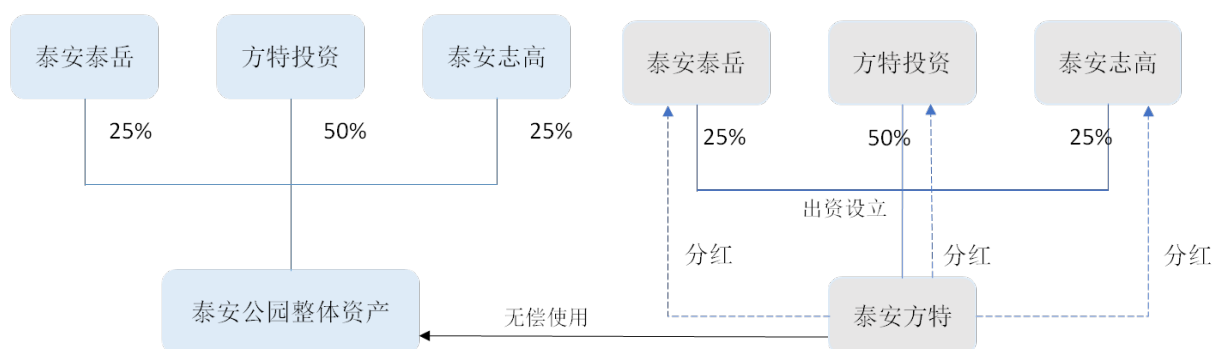 泰安泰岳
方特投资
泰安志高
25%
50%
25%
泰安公园整体资产
泰安泰岳
方特投资
泰安志高
25%
50%
25%
出资设立
分红
分红
分红
泰安方特
无偿使用